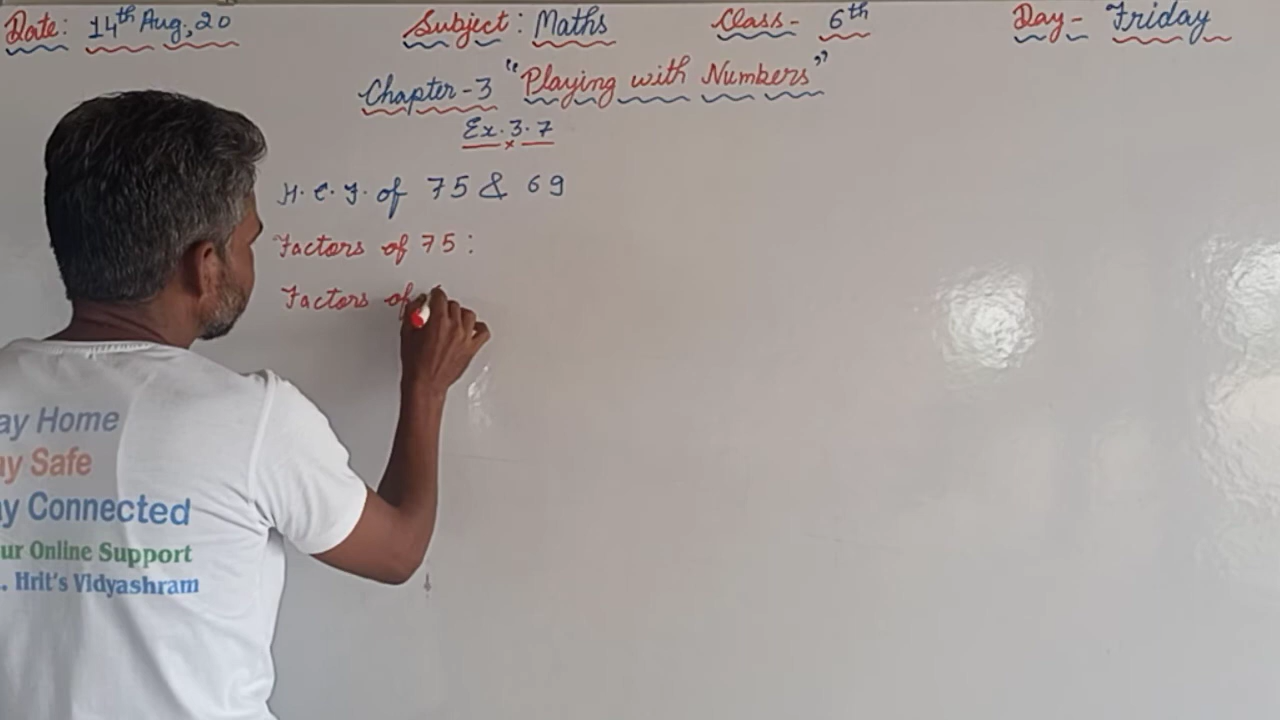 Date: 14th Aug, 20 Subject: Maths Class- 6th Day- Friday
Chapter-3 "Playing with Numbers"
Ex. 3.7
H.C.F. of 75 & 69
Factors of 75:
Factors of
ay Home
ay Safe
ay Connected
ur Online Support
. Hrit's Vidyashram